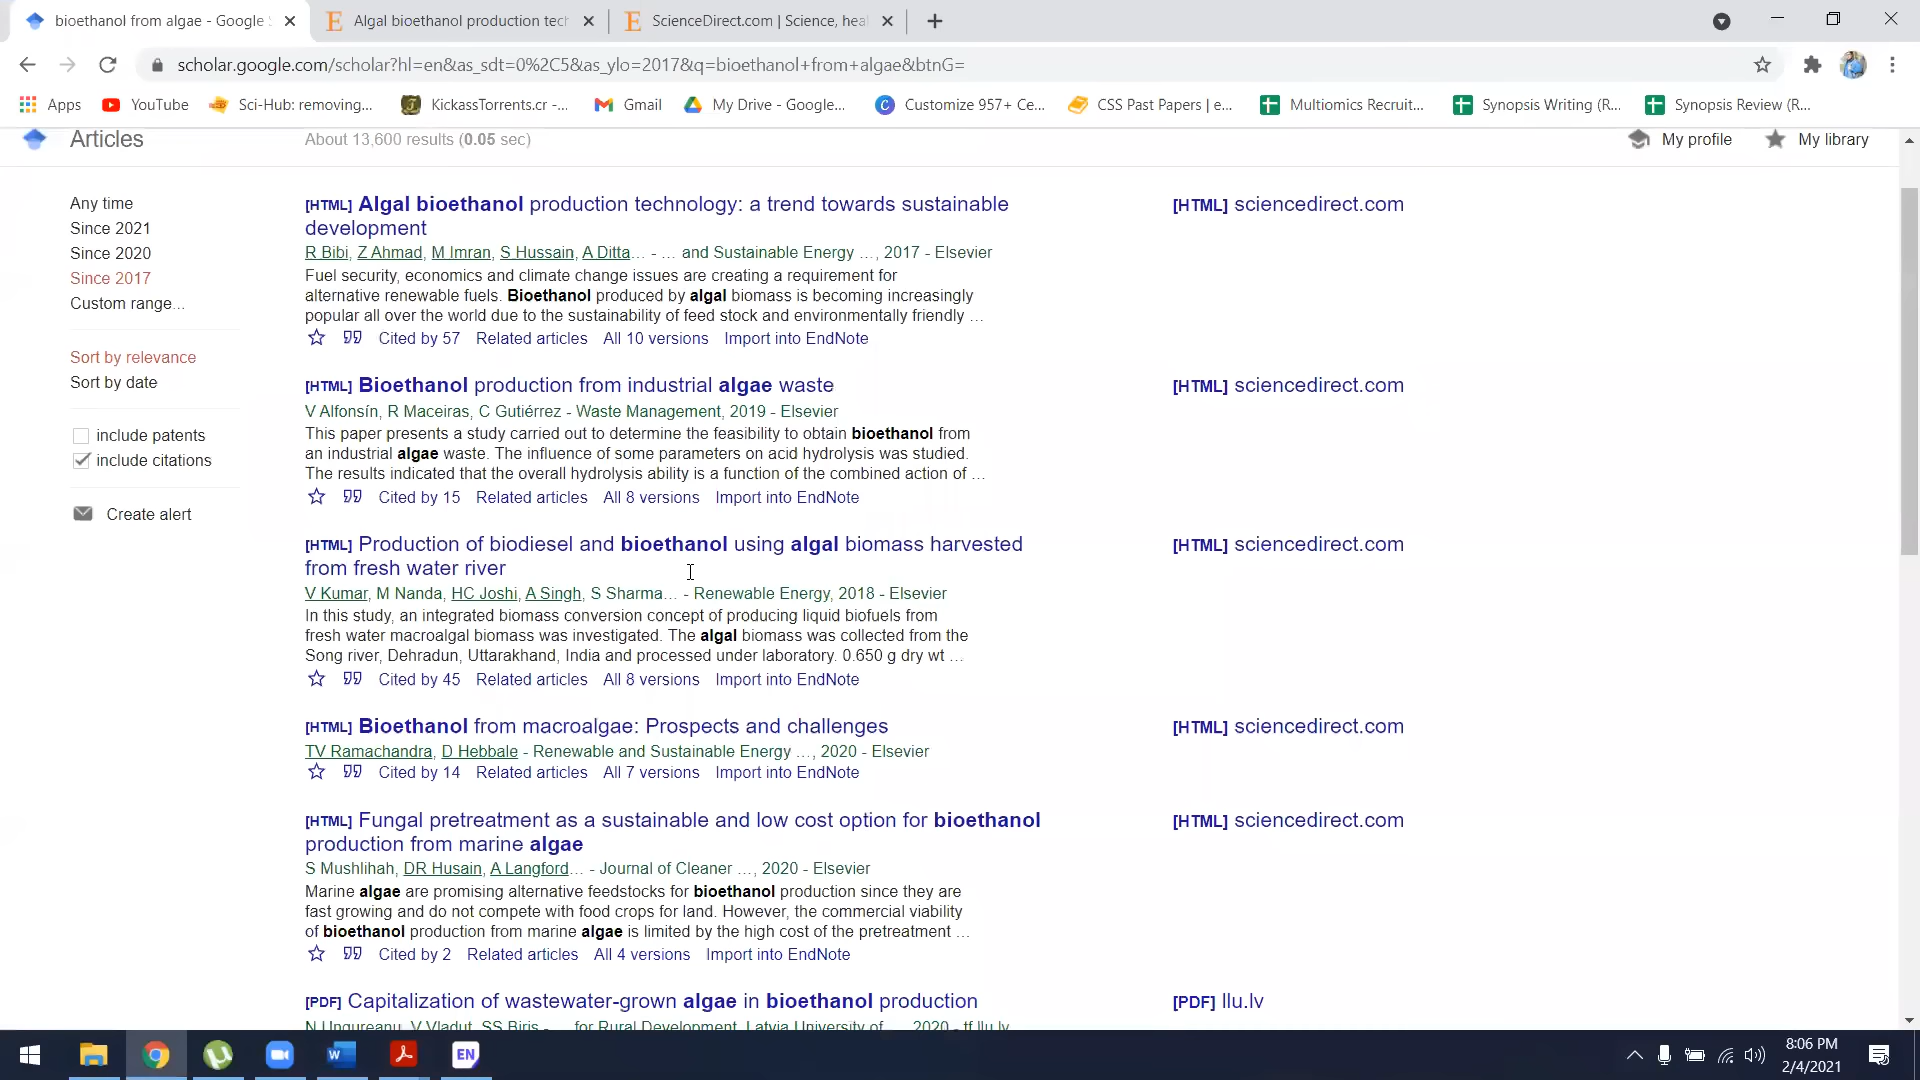 bioethanol from algae - Google
Algal bioethanol production tech
ScienceDirect.com | Science, heal
scholar.google.com/scholar?hl=en&as_sdt=0%2C5&as_ylo=2017&q=bioethanol+from+algae&btnG=
Apps
YouTube
Sci-Hub: removing...
KickassTorrents.cr -...
Gmail
My Drive - Google...
Customize 957+ Ce...
CSS Past Papers | e...
Multiomics Recruit...
Synopsis Writing (R...
Synopsis Review (R...
Articles
About 13,600 results (0.05 sec)
My profile
My library
Any time
Since 2021
Since 2020
Since 2017
Custom range...
Sort by relevance
Sort by date
include patents
include citations
Create alert
[HTML] Algal bioethanol production technology: a trend towards sustainable
development
[HTML] sciencedirect.com
R Bibi, Z Ahmad, M Imran, S Hussain, A Ditta… - … and Sustainable Energy …, 2017 - Elsevier
Fuel security, economics and climate change issues are creating a requirement for
alternative renewable fuels. Bioethanol produced by algal biomass is becoming increasingly
popular all over the world due to the sustainability of feed stock and environmentally friendly …
Cited by 57 Related articles All 10 versions Import into EndNote
[HTML] Bioethanol production from industrial algae waste
[HTML] sciencedirect.com
V Alfonsín, R Maceiras, C Gutiérrez - Waste Management, 2019 - Elsevier
This paper presents a study carried out to determine the feasibility to obtain bioethanol from
an industrial algae waste. The influence of some parameters on acid hydrolysis was studied.
The results indicated that the overall hydrolysis ability is a function of the combined action of …
Cited by 15 Related articles All 8 versions Import into EndNote
[HTML] Production of biodiesel and bioethanol using algal biomass harvested
from fresh water river
[HTML] sciencedirect.com
V Kumar, M Nanda, HC Joshi, A Singh, S Sharma… - Renewable Energy, 2018 - Elsevier
In this study, an integrated biomass conversion concept of producing liquid biofuels from
fresh water macroalgal biomass was investigated. The algal biomass was collected from the
Song river, Dehradun, Uttarakhand, India and processed under laboratory. 0.650 g dry wt …
Cited by 45 Related articles All 8 versions Import into EndNote
[HTML] Bioethanol from macroalgae: Prospects and challenges
[HTML] sciencedirect.com
TV Ramachandra, D Hebbale - Renewable and Sustainable Energy …, 2020 - Elsevier
Cited by 14 Related articles All 7 versions Import into EndNote
[HTML] Fungal pretreatment as a sustainable and low cost option for bioethanol
production from marine algae
[HTML] sciencedirect.com
S Mushlihah, DR Husain, A Langford… - Journal of Cleaner …, 2020 - Elsevier
Marine algae are promising alternative feedstocks for bioethanol production since they are
fast growing and do not compete with food crops for land. However, the commercial viability
of bioethanol production from marine algae is limited by the high cost of the pretreatment …
Cited by 2 Related articles All 4 versions Import into EndNote
[PDF] Capitalization of wastewater-grown algae in bioethanol production
[PDF] llu.lv
N Ungureanu, V Vladut, SS Biris - … for Rural Development, Latvia University of …, 2020 - tf.llu.lv
EN
8:06 PM
2/4/2021